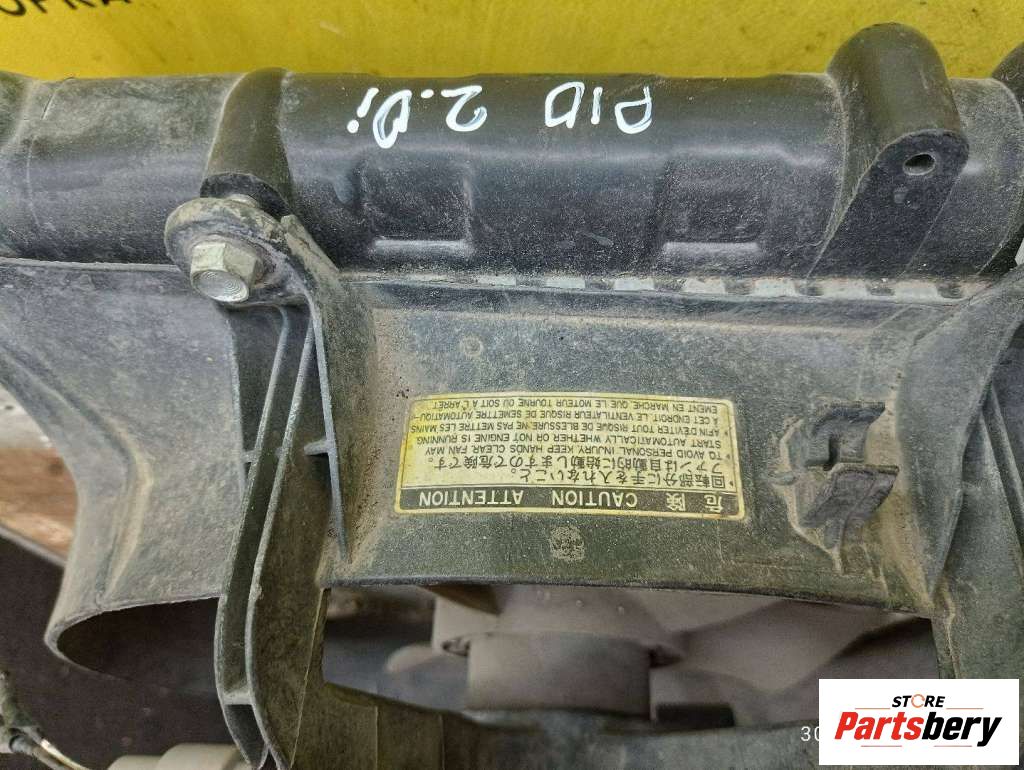 P10 2.0i
危険 CAUTION ATTENTION
・回転部分に手を入れないこと。
ファンは自動的に始動しますので危険です。
・TO AVOID PERSONAL INJURY, KEEP HANDS CLEAR, FAN MAY
START AUTOMATICALLY WHETHER OR NOT ENGINE IS RUNNING.
・AFIN D'EVITER TOUT RISQUE DE BLESSURE, NE PAS METTRE LES MAINS
À CET ENDROIT. LE VENTILATEUR RISQUE DE SEMETTRE AUTOMATIQU-
EMENT EN MARCHE, QUE LE MOTEUR TOURNE OU SOIT A L'ARRET
STORE
Partsbery
30